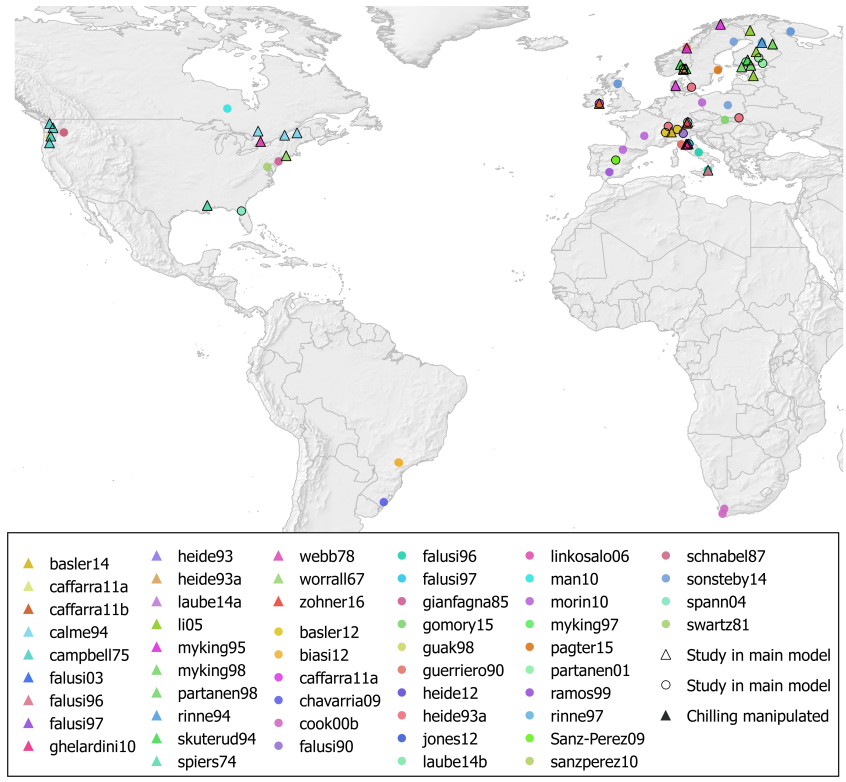 basler14
caffarra11a
caffarra11b
calme94
campbell75
falusi03
falusi96
falusi97
ghelardini10
heide93
heide93a
laube14a
li05
myking95
myking98
partanen98
rinne94
skuterud94
spiers74
webb78
worrall67
zohner16
basler12
biasi12
caffarra11a
chavarria09
cook00b
falusi90
falusi96
falusi97
gianfagna85
gomory15
guak98
guerriero90
heide12
heide93a
jones12
laube14b
linkosalo06
man10
morin10
myking97
pagter15
partanen01
ramos99
rinne97
Sanz-Perez09
sanzperez10
schnabel87
sonsteby14
spann04
swartz81
Study in main model
Study in main model
Chilling manipulated